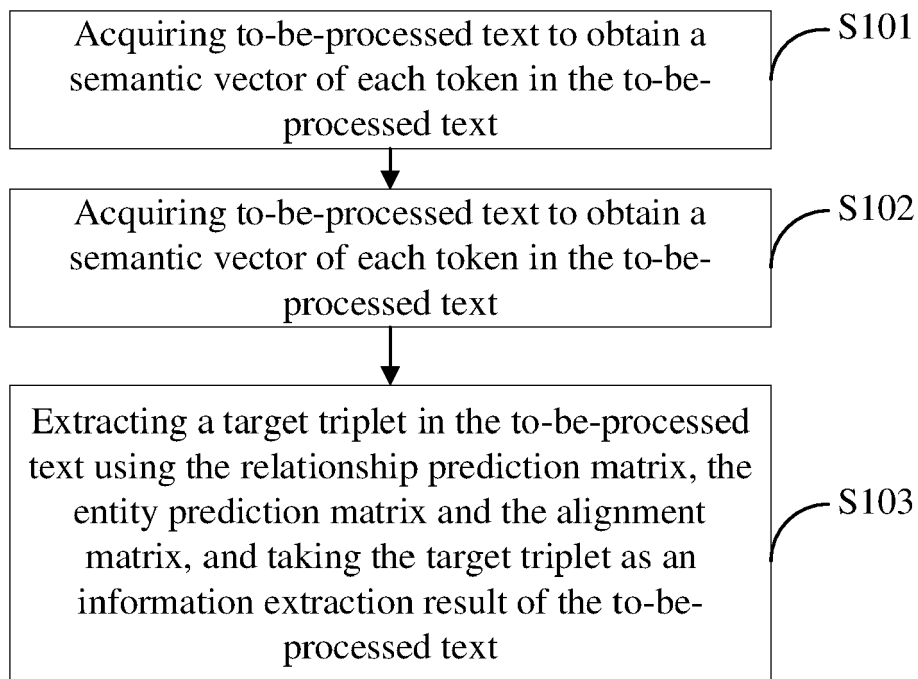 Acquiring to-be-processed text to obtain a
semantic vector of each token in the to-be-
processed text
S101
Acquiring to-be-processed text to obtain a
semantic vector of each token in the to-be-
processed text
S102
Extracting a target triplet in the to-be-processed
text using the relationship prediction matrix, the
entity prediction matrix and the alignment
matrix, and taking the target triplet as an
information extraction result of the to-be-
processed text
S103